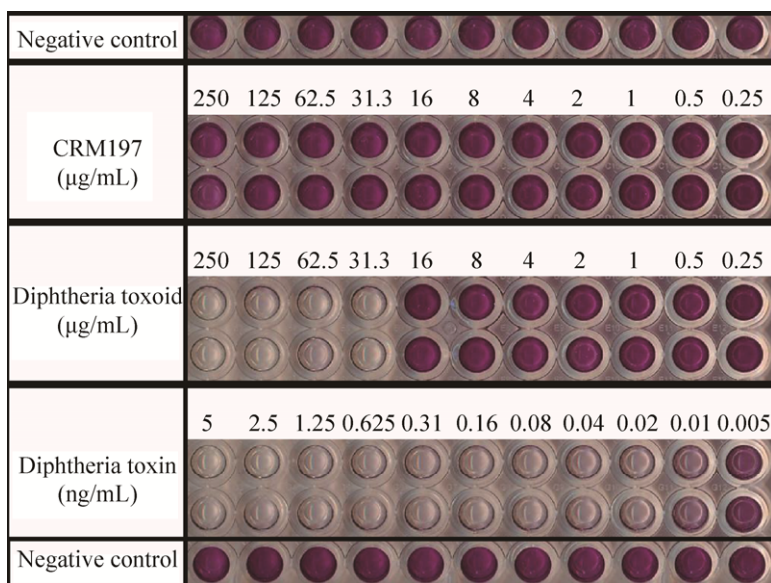 Negative control
250 125 62.5 31.3 16 8 4 2 1 0.5 0.25
CRM197
(μg/mL)
250 125 62.5 31.3 16 8 4 2 1 0.5 0.25
Diphtheria toxoid
(μg/mL)
5 2.5 1.25 0.625 0.31 0.16 0.08 0.04 0.02 0.01 0.005
Diphtheria toxin
(ng/mL)
Negative control